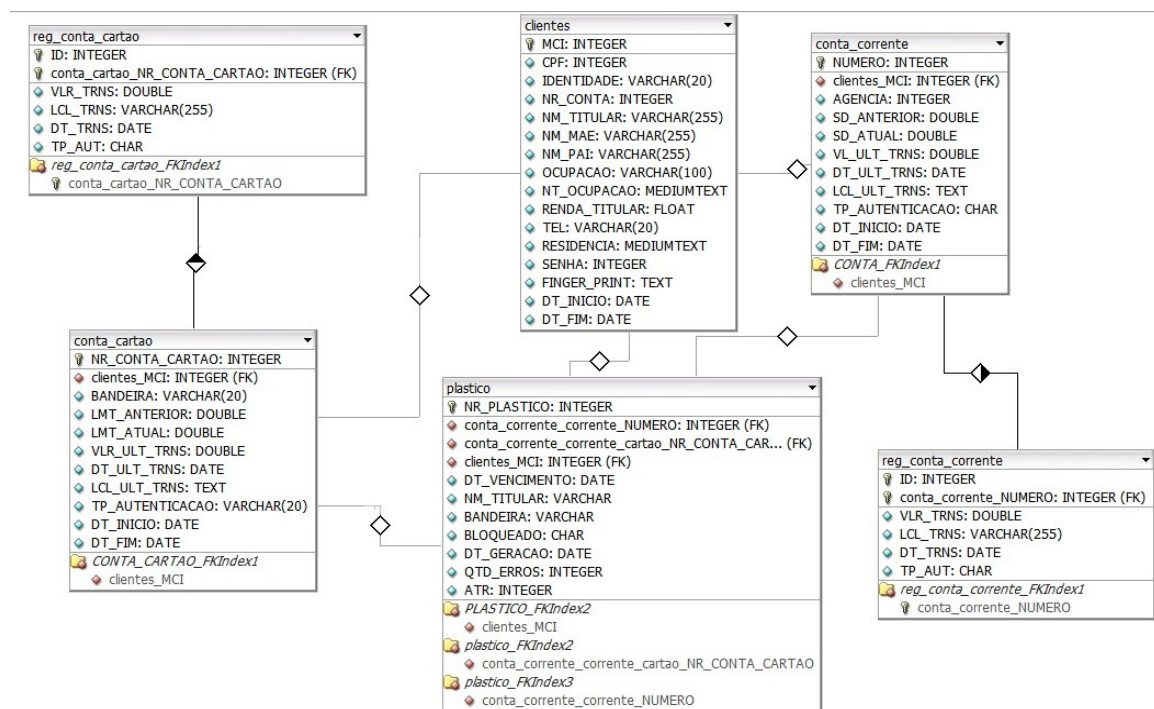 reg_conta_cartao
ID: INTEGER
conta_cartao_NR_CONTA_CARTAO: INTEGER (FK)
VLR_TRNS: DOUBLE
LCL_TRNS: VARCHAR(255)
DT_TRNS: DATE
TP_AUT: CHAR
reg_conta_cartao_FKIndex1
conta_cartao_NR_CONTA_CARTAO
clientes
MCI: INTEGER
CPF: INTEGER
IDENTIDADE: VARCHAR(20)
NR_CONTA: INTEGER
NM_TITULAR: VARCHAR(255)
NM_MAE: VARCHAR(255)
NM_PAI: VARCHAR(255)
OCUPACAO: VARCHAR(100)
NT_OCUPACAO: MEDIUMTEXT
RENDA_TITULAR: FLOAT
TEL: VARCHAR(20)
RESIDENCIA: MEDIUMTEXT
SENHA: INTEGER
FINGER_PRINT: TEXT
DT_INICIO: DATE
DT_FIM: DATE
conta_corrente
NUMERO: INTEGER
clientes_MCI: INTEGER (FK)
AGENCIA: INTEGER
SD_ANTERIOR: DOUBLE
SD_ATUAL: DOUBLE
VL_ULT_TRNS: DOUBLE
DT_ULT_TRNS: DATE
LCL_ULT_TRNS: TEXT
TP_AUTENTICACAO: CHAR
DT_INICIO: DATE
DT_FIM: DATE
CONTA_FKIndex1
clientes_MCI
conta_cartao
NR_CONTA_CARTAO: INTEGER
clientes_MCI: INTEGER (FK)
BANDEIRA: VARCHAR(20)
LMT_ANTERIOR: DOUBLE
LMT_ATUAL: DOUBLE
VLR_ULT_TRNS: DOUBLE
DT_ULT_TRNS: DATE
LCL_ULT_TRNS: TEXT
TP_AUTENTICACAO: VARCHAR(20)
DT_INICIO: DATE
DT_FIM: DATE
CONTA_CARTAO_FKIndex1
clientes_MCI
plastico
NR_PLASTICO: INTEGER
conta_corrente_corrente_NUMERO: INTEGER (FK)
conta_corrente_corrente_cartao_NR_CONTA_CAR... (FK)
clientes_MCI: INTEGER (FK)
DT_VENCIMENTO: DATE
NM_TITULAR: VARCHAR
BANDEIRA: VARCHAR
BLOQUEADO: CHAR
DT_GERACAO: DATE
QTD_ERROS: INTEGER
ATR: INTEGER
PLASTICO_FKIndex2
clientes_MCI
plastico_FKIndex2
conta_corrente_corrente_cartao_NR_CONTA_CARTAO
plastico_FKIndex3
conta_corrente_corrente_NUMERO
reg_conta_corrente
ID: INTEGER
conta_corrente_NUMERO: INTEGER (FK)
VLR_TRNS: DOUBLE
LCL_TRNS: VARCHAR(255)
DT_TRNS: DATE
TP_AUT: CHAR
reg_conta_corrente_FKIndex1
conta_corrente_NUMERO